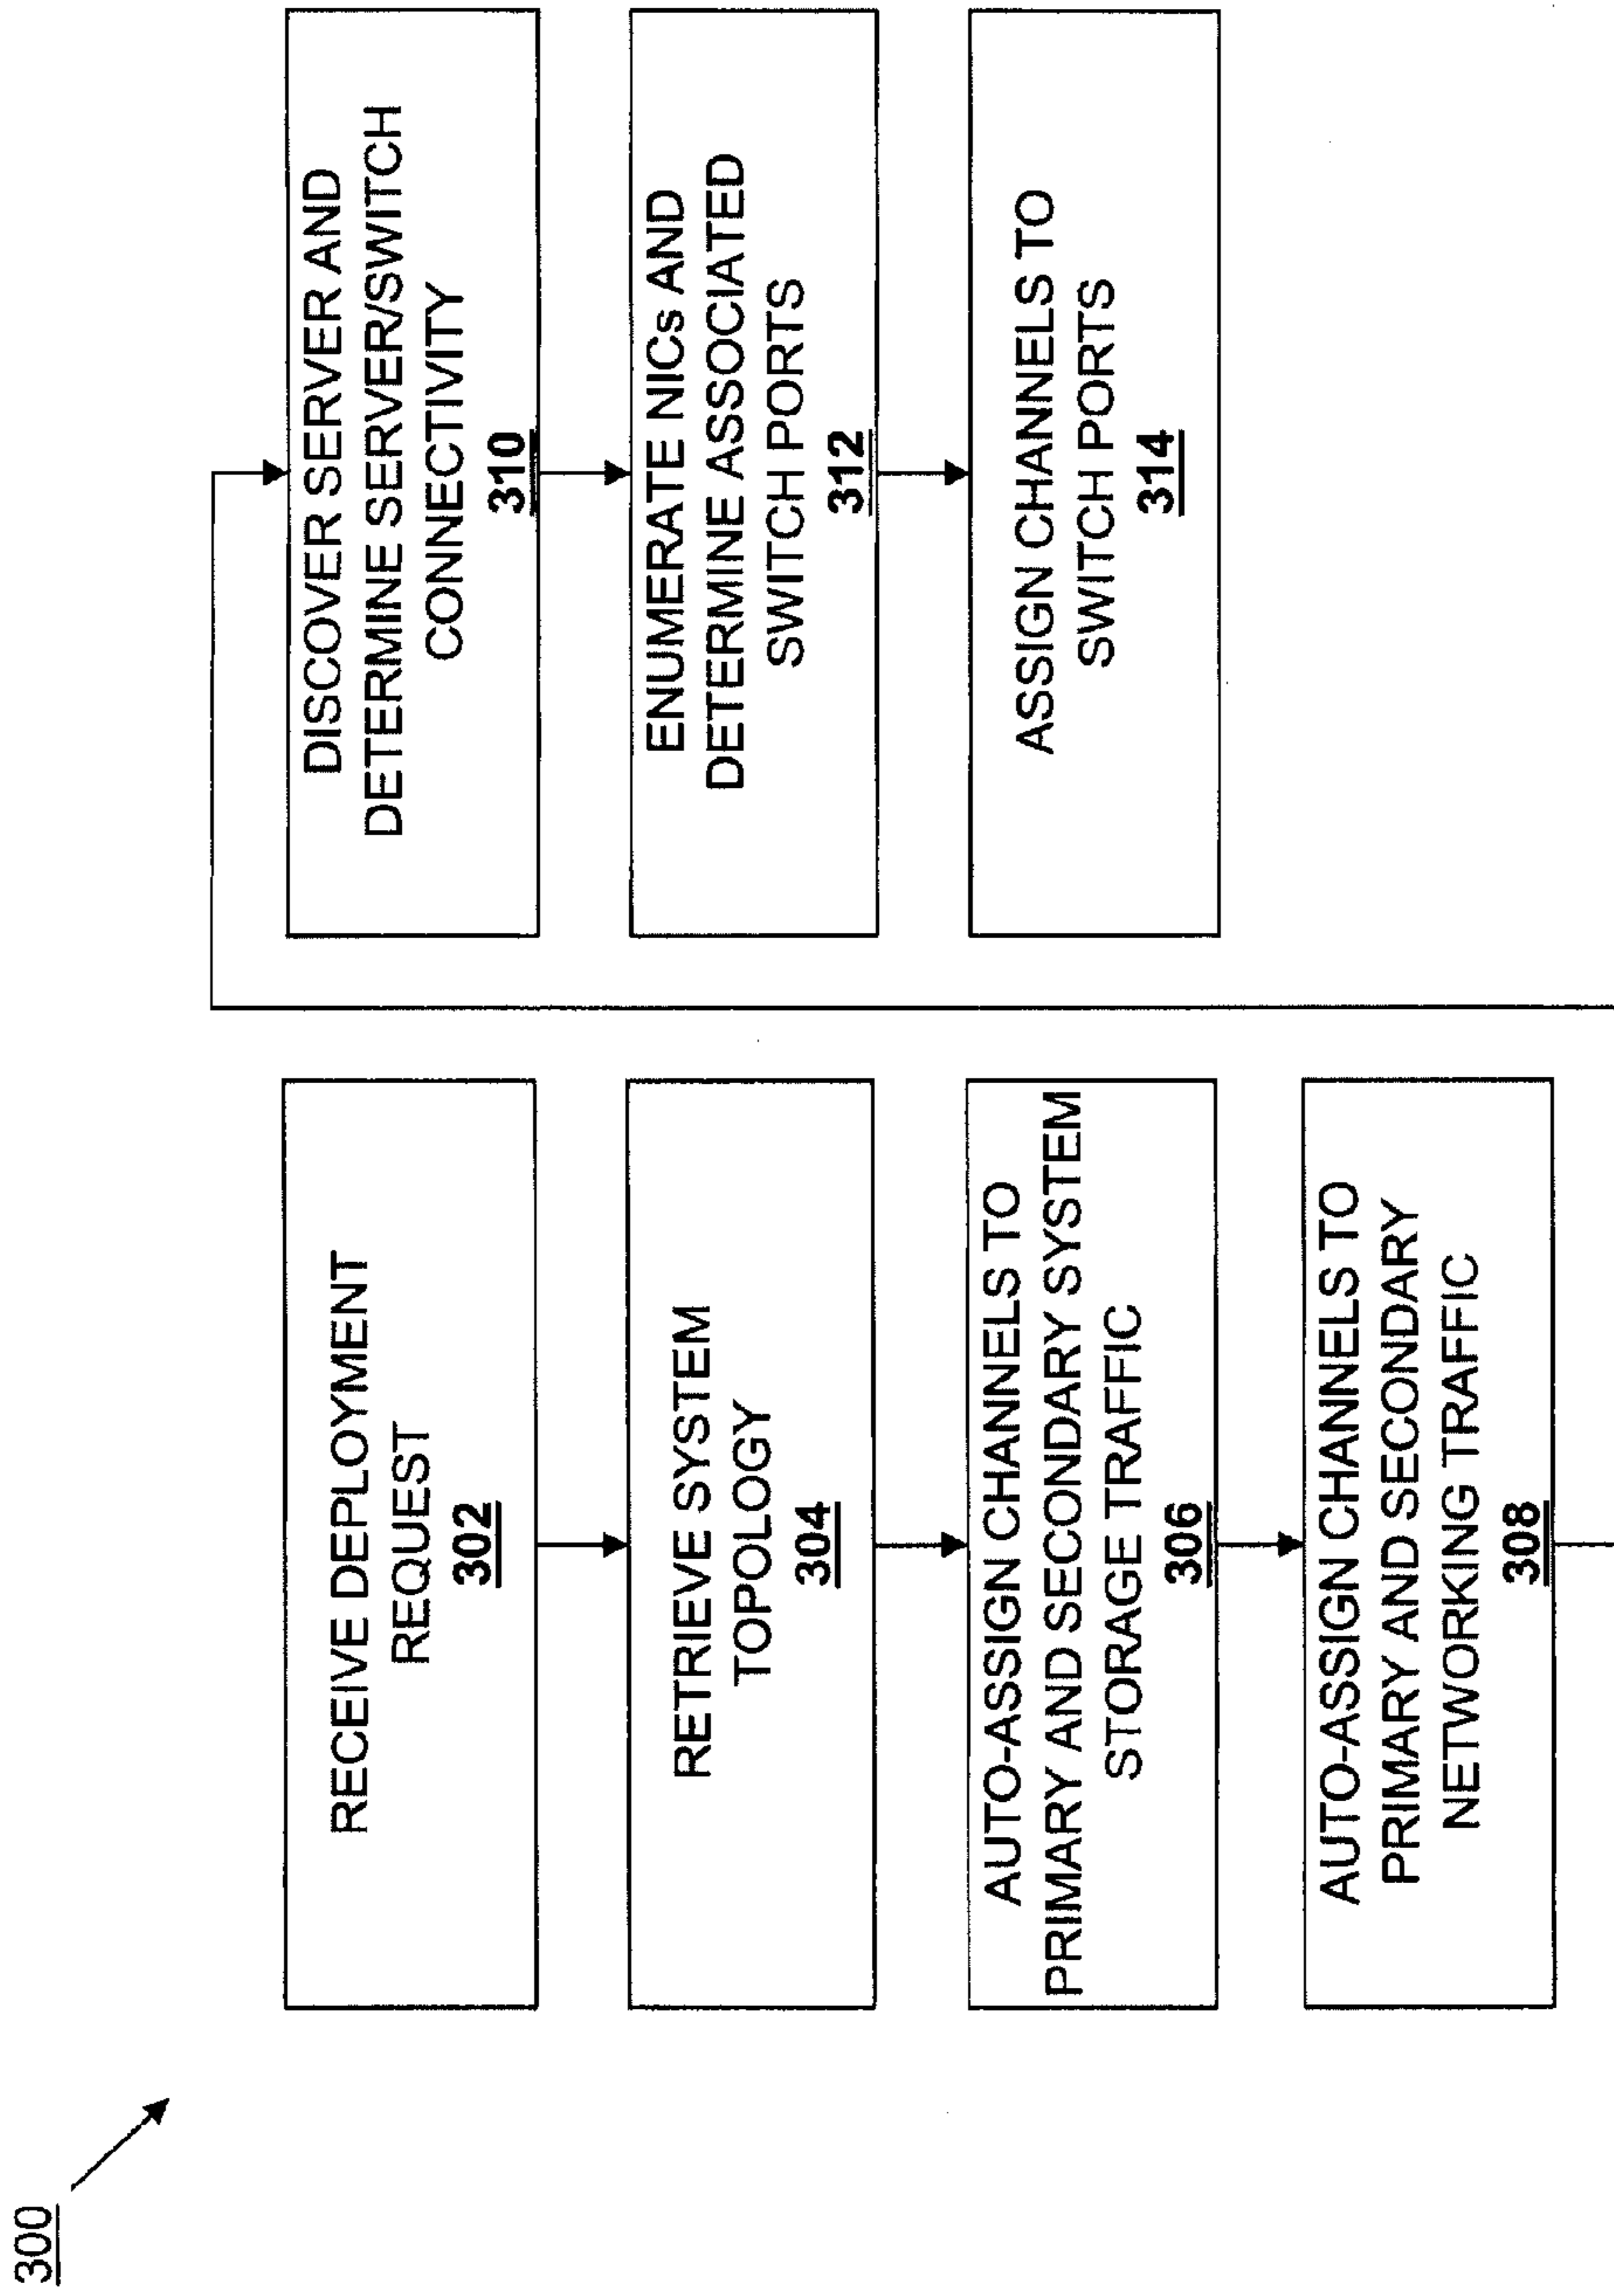 300
RECEIVE DEPLOYMENT
REQUEST
302
RETRIEVE SYSTEM
TOPOLOGY
304
AUTO-ASSIGN CHANNELS TO
PRIMARY AND SECONDARY SYSTEM
STORAGE TRAFFIC
306
AUTO-ASSIGN CHANNELS TO
PRIMARY AND SECONDARY
NETWORKING TRAFFIC
308
DISCOVER SERVER AND
DETERMINE SERVER/SWITCH
CONNECTIVITY
310
ENUMERATE NICs AND
DETERMINE ASSOCIATED
SWITCH PORTS
312
ASSIGN CHANNELS TO
SWITCH PORTS
314